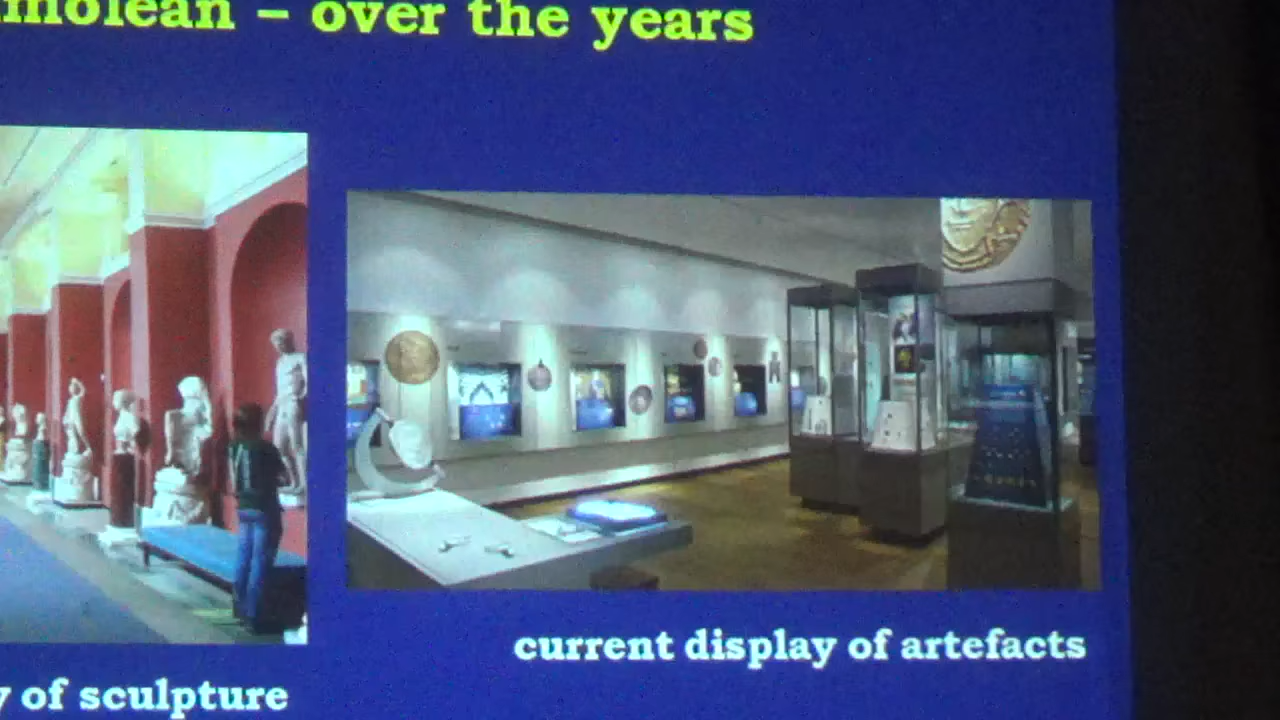 molean – over the years
current display of artefacts
y of sculpture